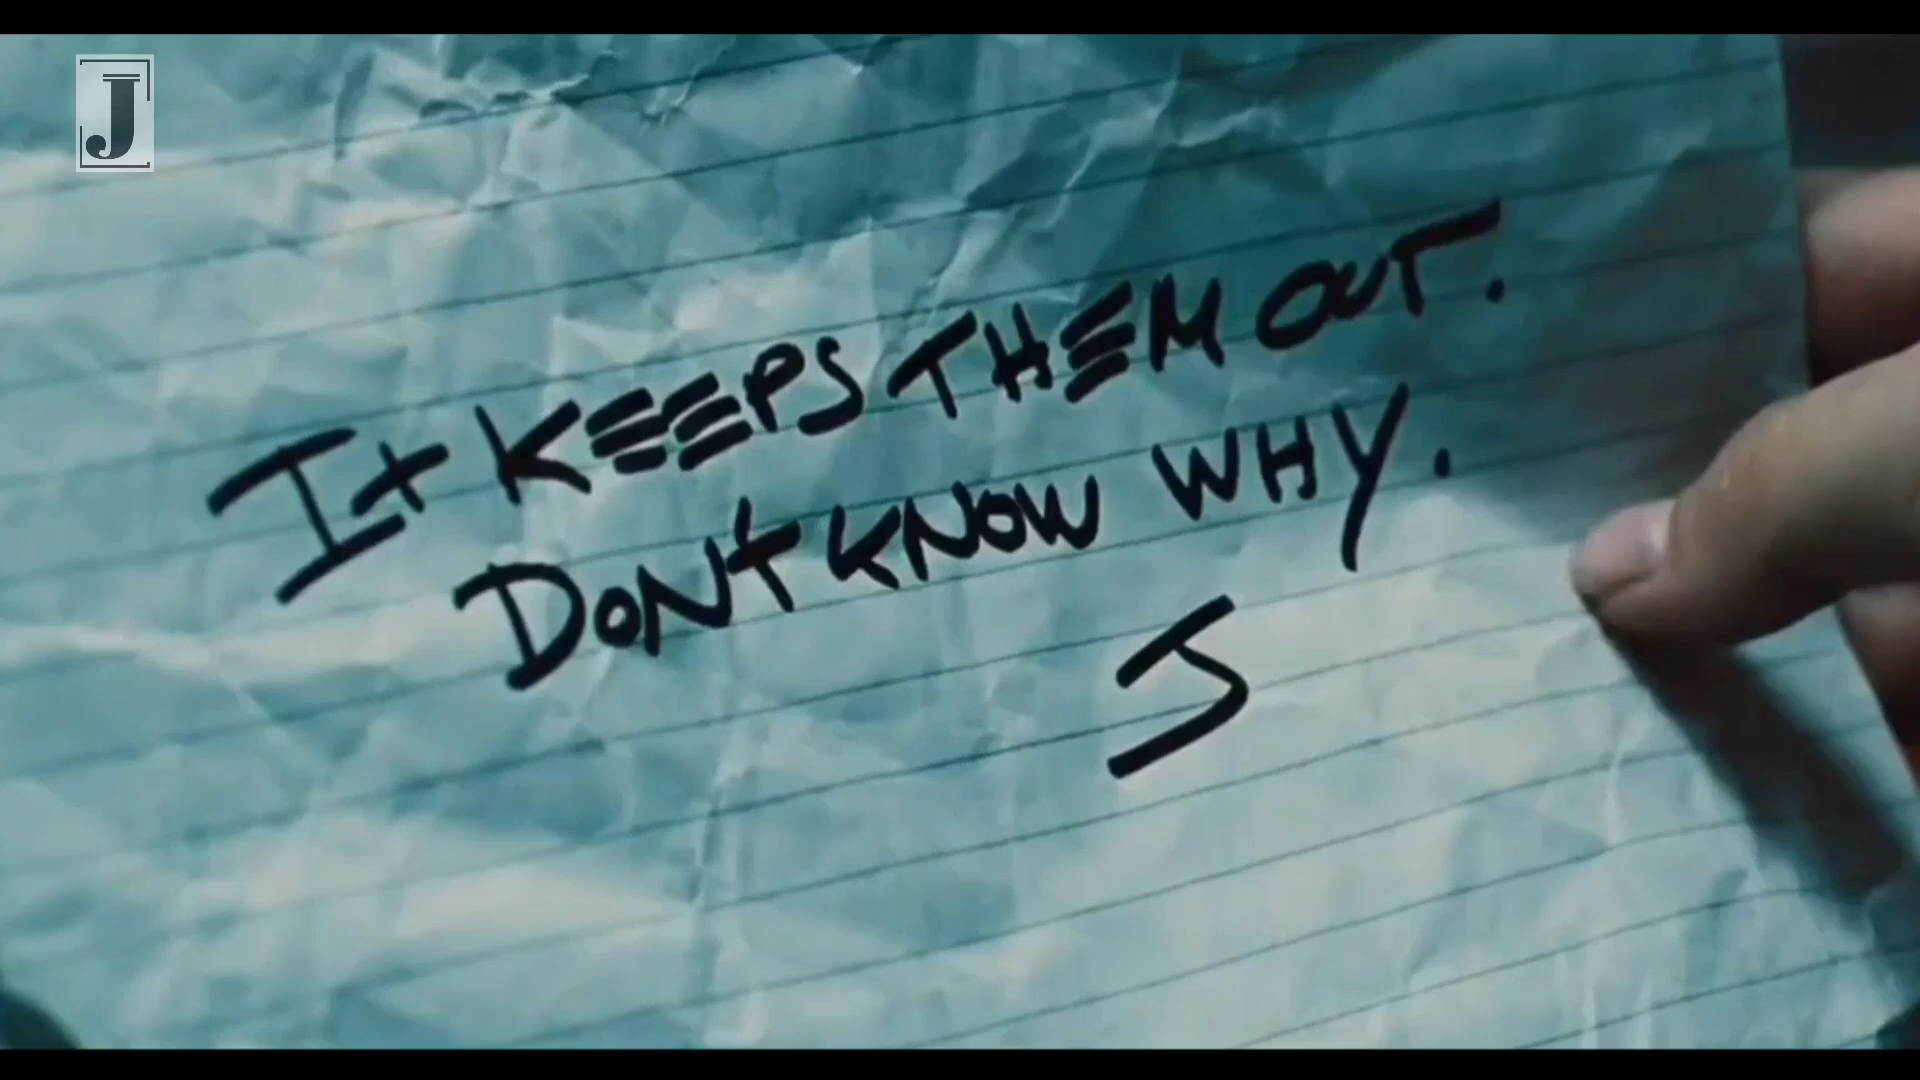 J
It KEEPS THEM OUT.
DONt KNOW WHY.
J